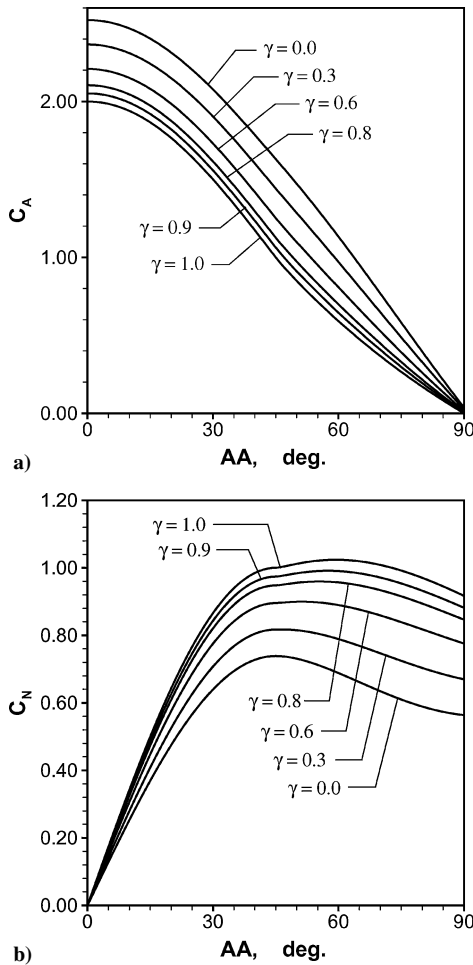 γ = 0.0
γ = 0.3
2.00
γ = 0.6
γ = 0.8
C_A
γ = 0.9
1.00
γ = 1.0
0.00
0 30 60 90
a) AA, deg.
1.20
γ = 1.0
1.00
γ = 0.9
0.80
C_N
γ = 0.8
0.60
γ = 0.6
γ = 0.3
0.40
γ = 0.0
0.20
0.00
0 30 60 90
b) AA, deg.